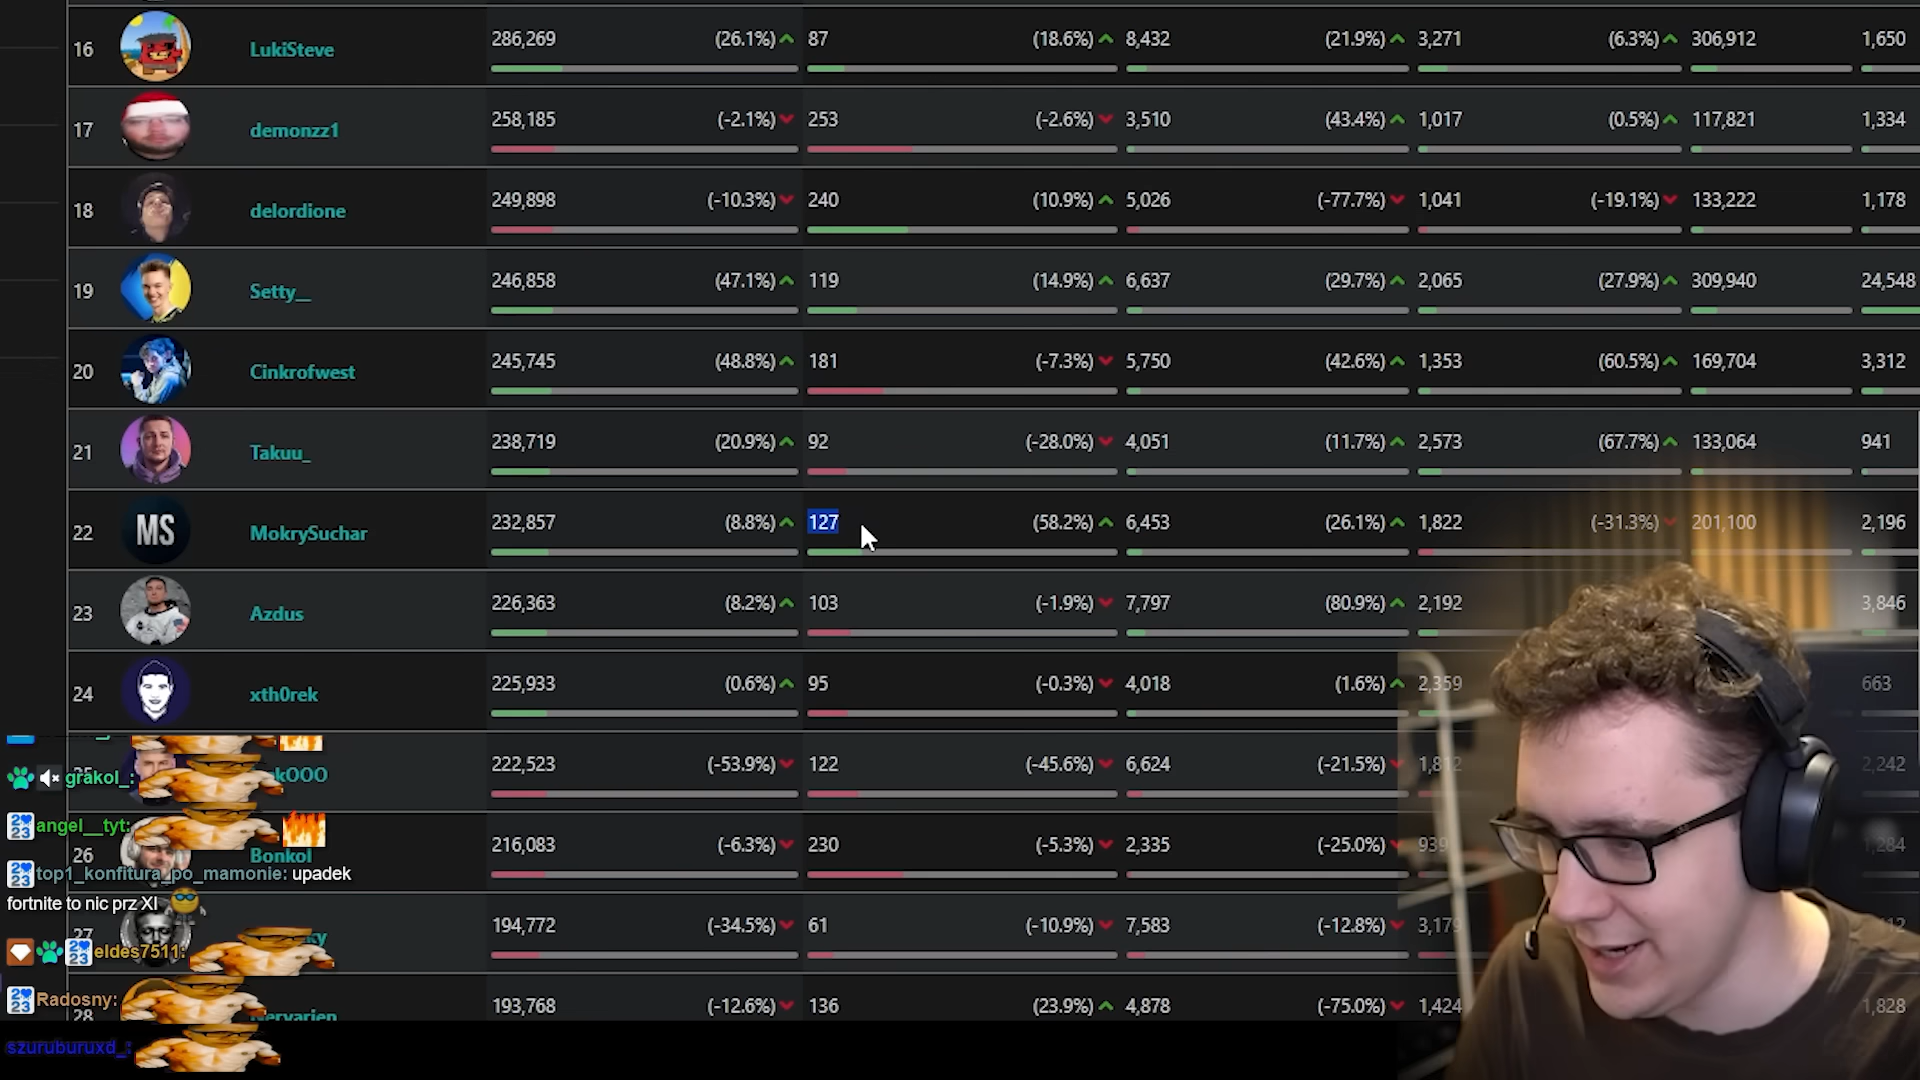 16 LukiSteve 286,269 (26.1%) 87 (18.6%) 8,432 (21.9%) 3,271 (6.3%) 306,912 1,650
17 demonzz1 258,185 (-2.1%) 253 (-2.6%) 3,510 (43.4%) 1,017 (0.5%) 117,821 1,334
18 delordione 249,898 (-10.3%) 240 (10.9%) 5,026 (-77.7%) 1,041 (-19.1%) 133,222 1,178
19 Setty__ 246,858 (47.1%) 119 (14.9%) 6,637 (29.7%) 2,065 (27.9%) 309,940 24,548
20 Cinkrofwest 245,745 (48.8%) 181 (-7.3%) 5,750 (42.6%) 1,353 (60.5%) 169,704 3,312
21 Takuu_ 238,719 (20.9%) 92 (-28.0%) 4,051 (11.7%) 2,573 (67.7%) 133,064 941
22 MS MokrySuchar 232,857 (8.8%) 127 (58.2%) 6,453 (26.1%) 1,822 (-31.3%) 201,100 2,196
23 Azdus 226,363 (8.2%) 103 (-1.9%) 7,797 (80.9%) 2,192 3,846
24 xth0rek 225,933 (0.6%) 95 (-0.3%) 4,018 (1.6%) 2,359 663
222,523 (-53.9%) 122 (-45.6%) 6,624 (-21.5%) 1,812 2,242
grakol_:
angel__tyt:
26 Bonkol 216,083 (-6.3%) 230 (-5.3%) 2,335 (-25.0%) 939
top1_konfitura_po_mamonie: upadek
fortnite to nic prz XI
27 194,772 (-34.5%) 61 (-10.9%) 7,583 (-12.8%)
eldes7511:
Radosny:
28 Nervarien 193,768 (-12.6%) 136 (23.9%) 4,878 (-75.0%) 1,424 1,828
szuruburuxd_: